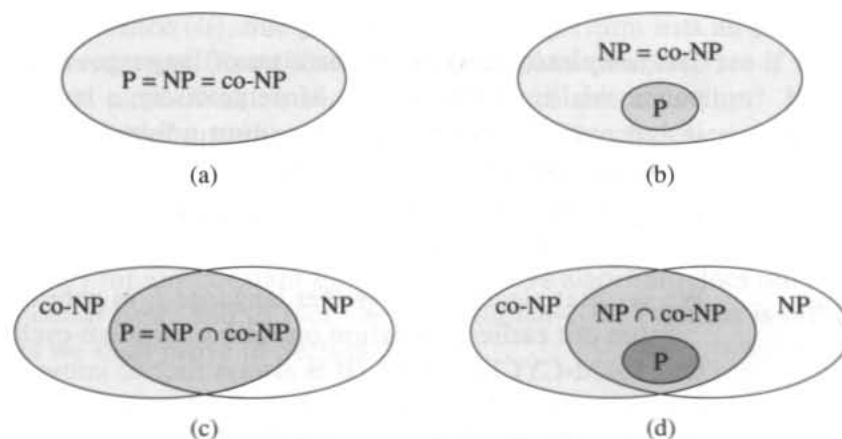 P = NP = co-NP
(a)
NP = co-NP
P
(b)
co-NP
NP
P = NP ∩ co-NP
(c)
co-NP
NP ∩ co-NP
NP
P
(d)